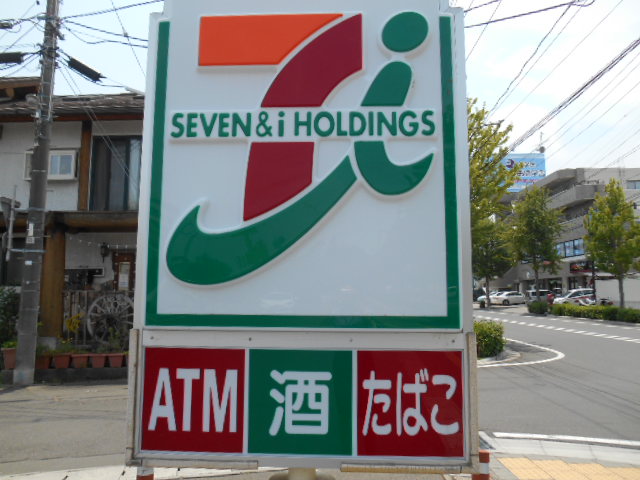 SEVEN & i HOLDINGS
ATM 酒 たばこ